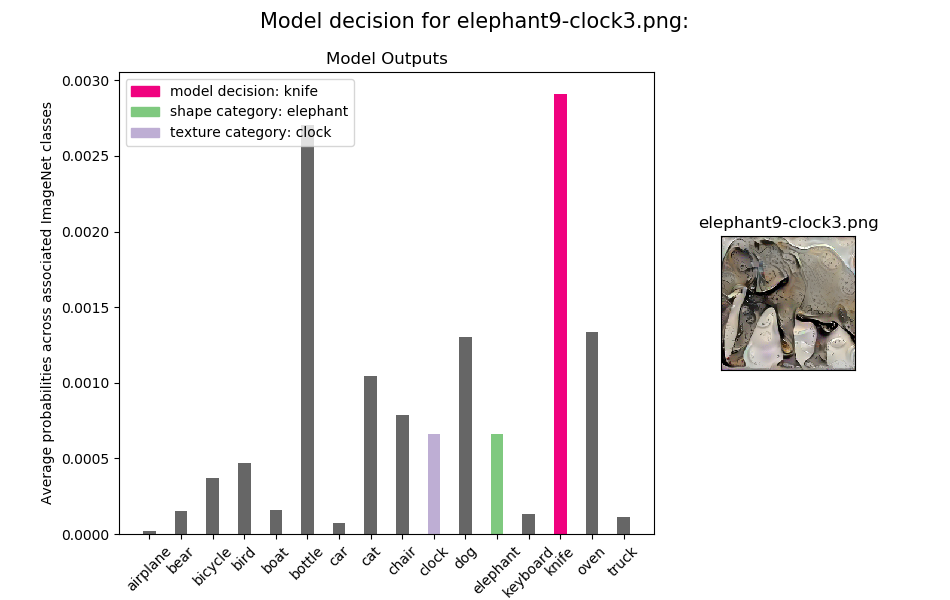 Model decision for elephant9-clock3.png:
Model Outputs
Average probabilities across associated ImageNet classes
0.0030
0.0025
0.0020
0.0015
0.0010
0.0005
0.0000
model decision: knife
shape category: elephant
texture category: clock
airplane
bear
bicycle
bird
boat
bottle
car
cat
chair
clock
dog
elephant
keyboard
knife
oven
truck
elephant9-clock3.png